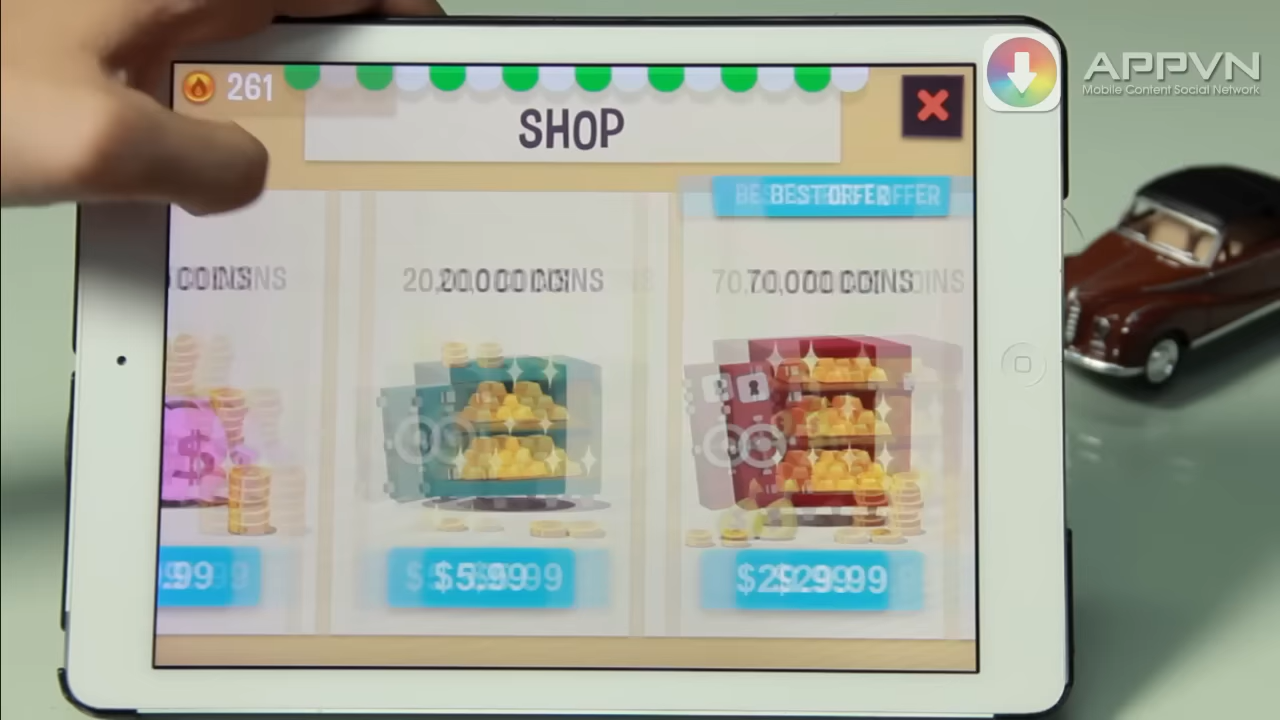 261
SHOP
APPVN
Mobile Content Social Network
BEST OFFER
COINS
20,000 COINS
70,000 COINS
$
.99
$5.99
$29.99